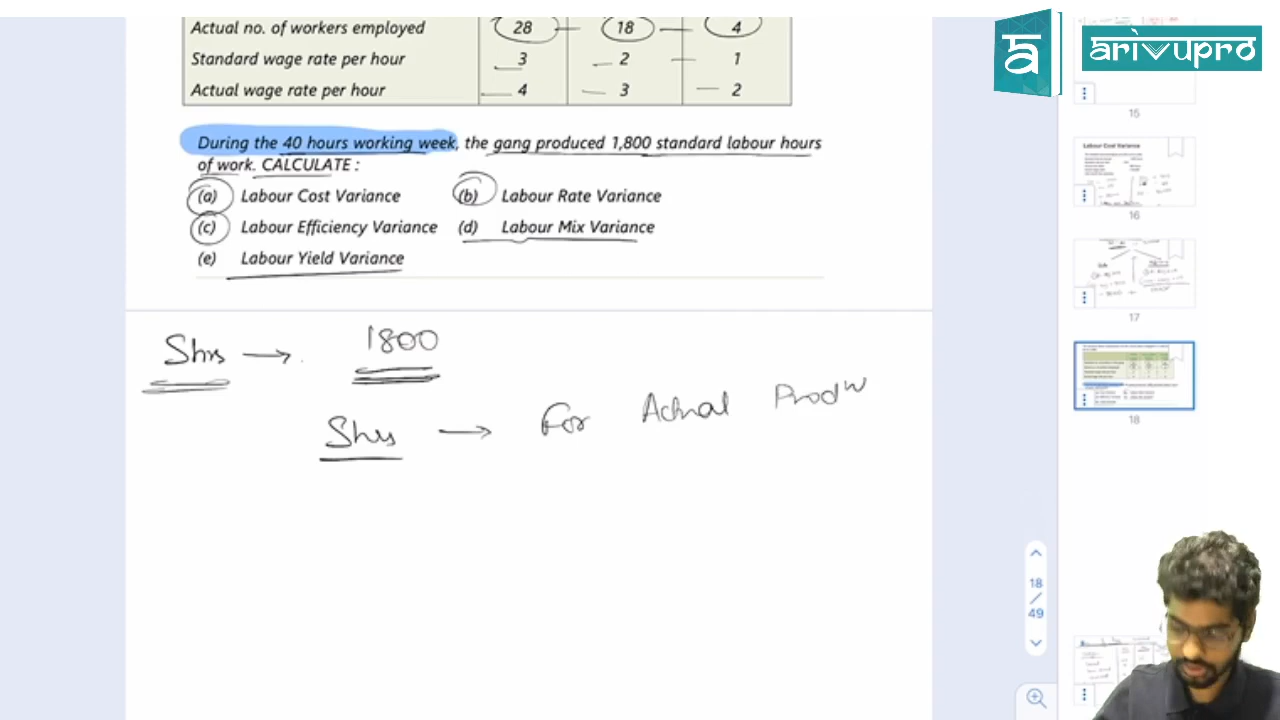 Actual no. of workers employed 28 18 4
Standard wage rate per hour 3 2 1
Actual wage rate per hour 4 3 2
During the 40 hours working week, the gang produced 1,800 standard labour hours
of work. CALCULATE :
(a) Labour Cost Variance (b) Labour Rate Variance
(c) Labour Efficiency Variance (d) Labour Mix Variance
(e) Labour Yield Variance
Shrs → 1800
Shrs → For Actual Prodn
ā arivupro
15
Labour Cost Variance
16
17
18
18
/
49